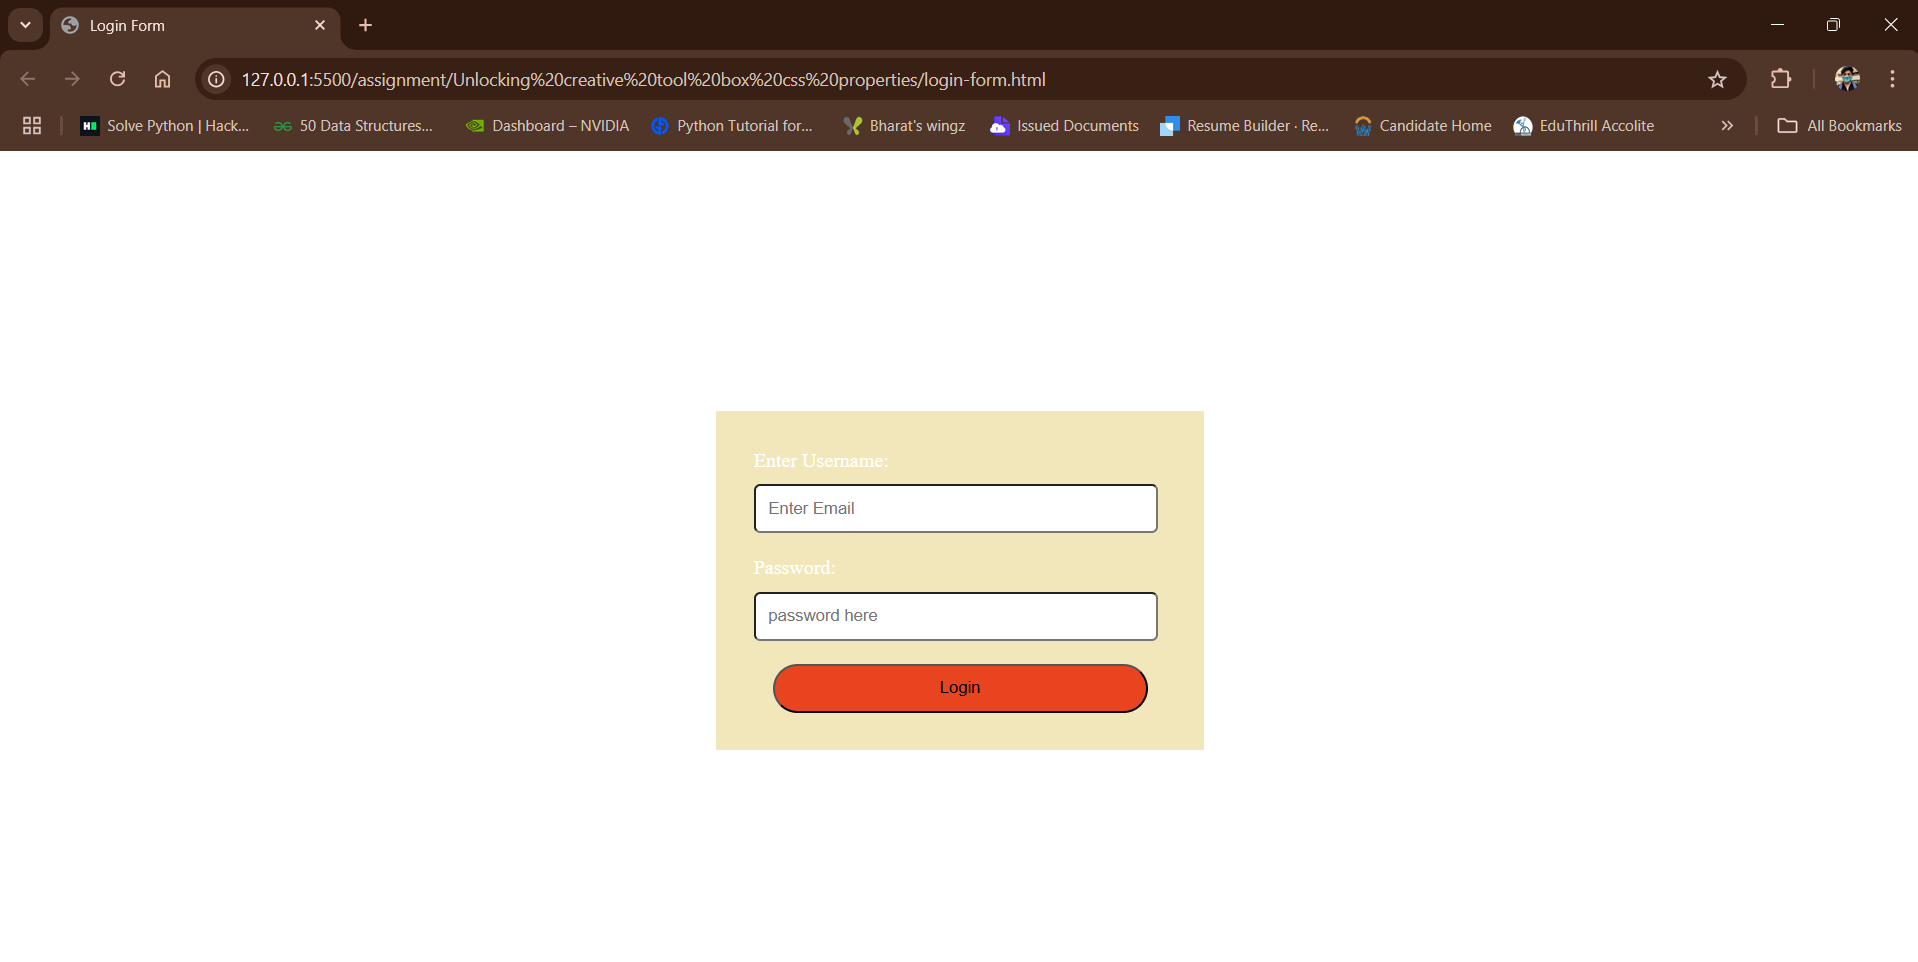 Login Form
127.0.0.1:5500/assignment/Unlocking%20creative%20tool%20box%20css%20properties/login-form.html
Solve Python | Hack... 50 Data Structures... Dashboard – NVIDIA Python Tutorial for... Bharat's wingz Issued Documents Resume Builder · Re... Candidate Home EduThrill Accolite All Bookmarks
Enter Username:
Enter Email
Password:
password here
Login